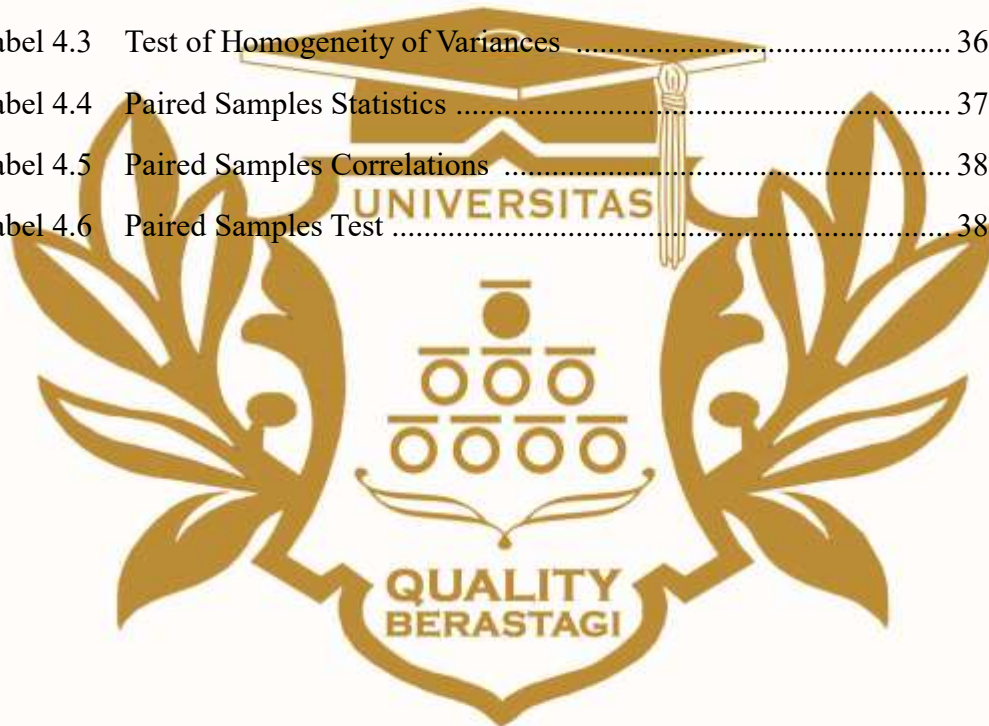 abel 4.3 Test of Homogeneity of Variances ............................................ 36
abel 4.4 Paired Samples Statistics ........................................................... 37
abel 4.5 Paired Samples Correlations ..................................................... 38
UNIVERSITAS
abel 4.6 Paired Samples Test ................................................................... 38
QUALITY
BERASTAGI